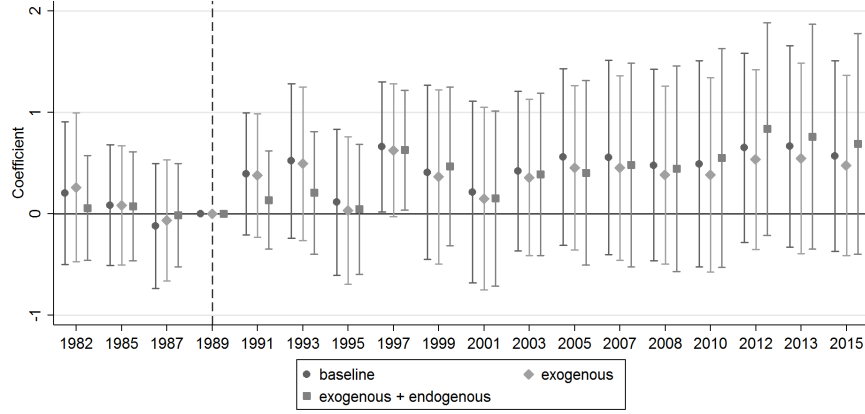 2
1
0
-1
Coefficient
1982 1985 1987 1989 1991 1993 1995 1997 1999 2001 2003 2005 2007 2008 2010 2012 2013 2015
baseline exogenous
exogenous + endogenous